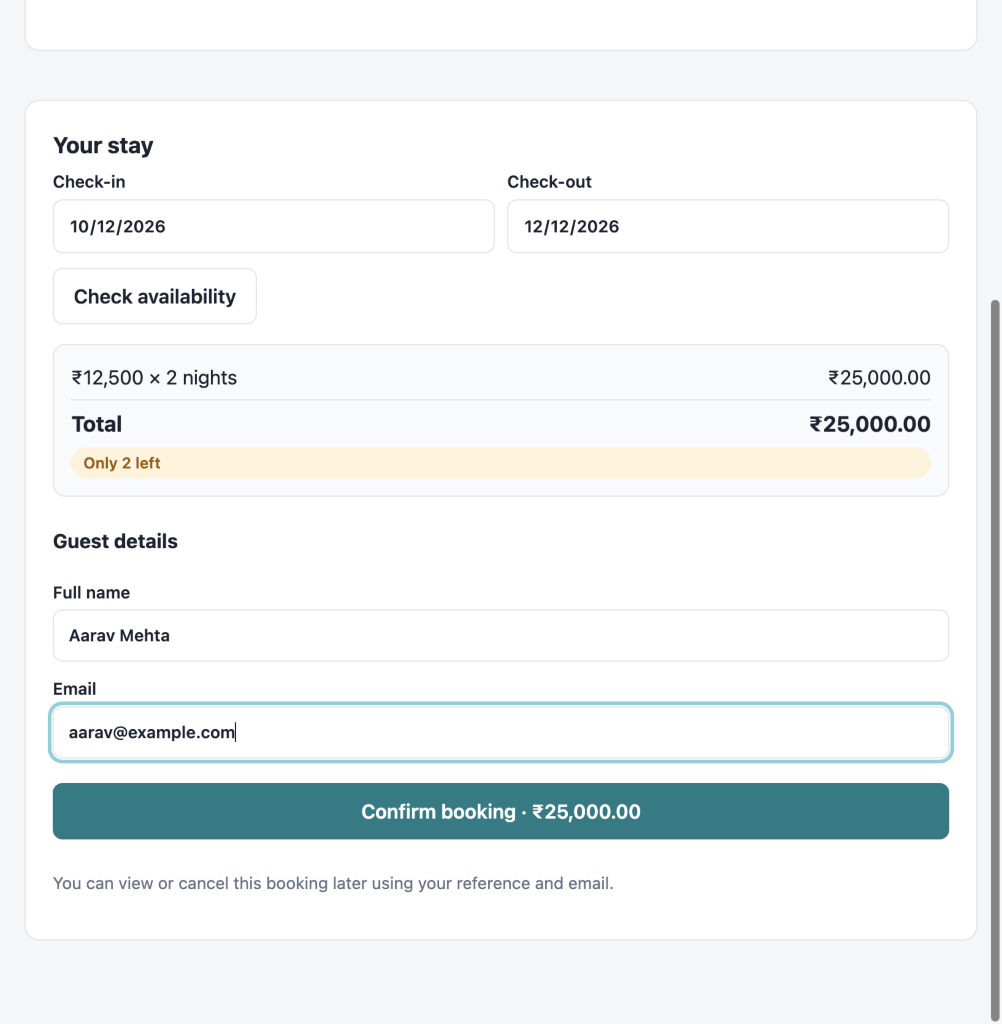 Your stay
Check-in
Check-out
10/12/2026
12/12/2026
Check availability
₹12,500 × 2 nights
₹25,000.00
Total
₹25,000.00
Only 2 left
Guest details
Full name
Aarav Mehta
Email
aarav@example.com
Confirm booking · ₹25,000.00
You can view or cancel this booking later using your reference and email.